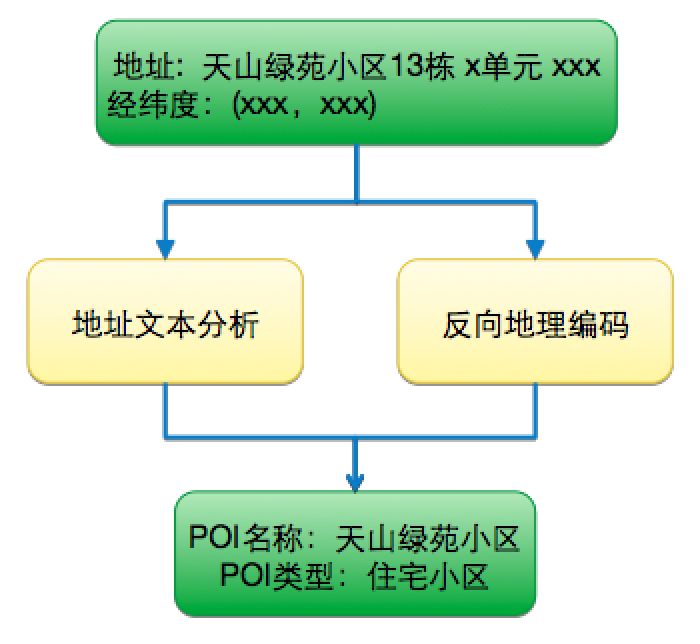 地址: 天山绿苑小区13栋 x单元 xxx
经纬度：(xxx，xxx)
地址文本分析
反向地理编码
POI名称：天山绿苑小区
POI类型：住宅小区